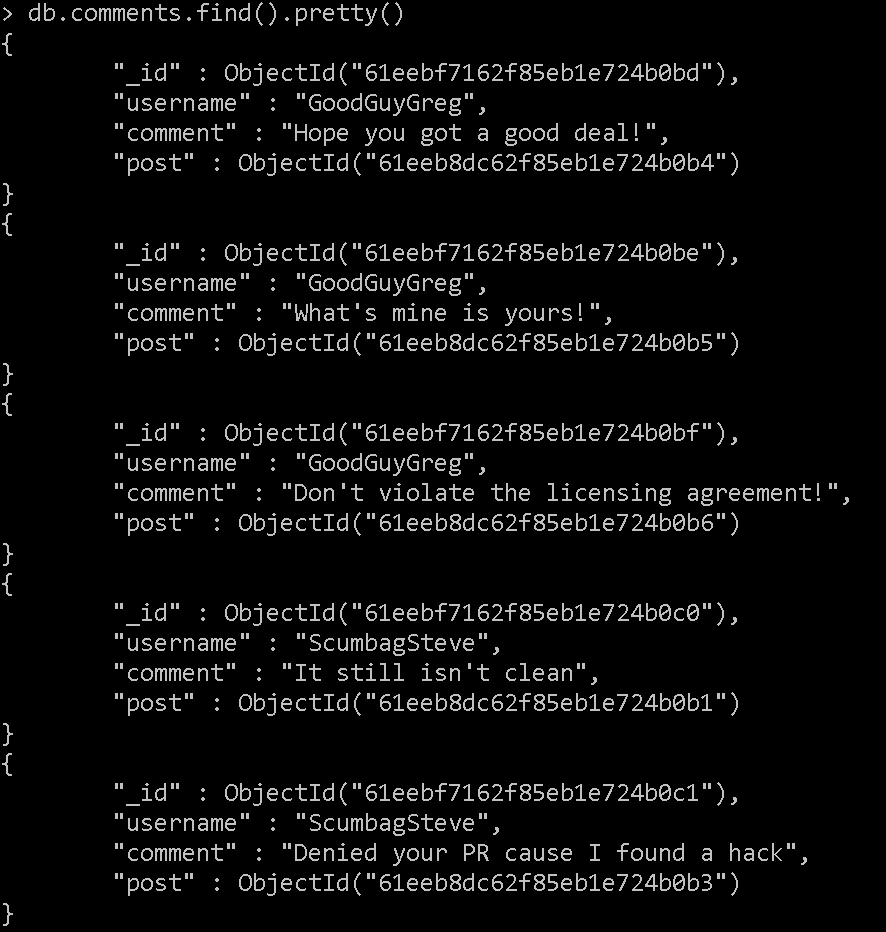 > db.comments.find().pretty()
{
        "_id" : ObjectId("61eebf7162f85eb1e724b0bd"),
        "username" : "GoodGuyGreg",
        "comment" : "Hope you got a good deal!",
        "post" : ObjectId("61eeb8dc62f85eb1e724b0b4")
}
{
        "_id" : ObjectId("61eebf7162f85eb1e724b0be"),
        "username" : "GoodGuyGreg",
        "comment" : "What's mine is yours!",
        "post" : ObjectId("61eeb8dc62f85eb1e724b0b5")
}
{
        "_id" : ObjectId("61eebf7162f85eb1e724b0bf"),
        "username" : "GoodGuyGreg",
        "comment" : "Don't violate the licensing agreement!",
        "post" : ObjectId("61eeb8dc62f85eb1e724b0b6")
}
{
        "_id" : ObjectId("61eebf7162f85eb1e724b0c0"),
        "username" : "ScumbagSteve",
        "comment" : "It still isn't clean",
        "post" : ObjectId("61eeb8dc62f85eb1e724b0b1")
}
{
        "_id" : ObjectId("61eebf7162f85eb1e724b0c1"),
        "username" : "ScumbagSteve",
        "comment" : "Denied your PR cause I found a hack",
        "post" : ObjectId("61eeb8dc62f85eb1e724b0b3")
}